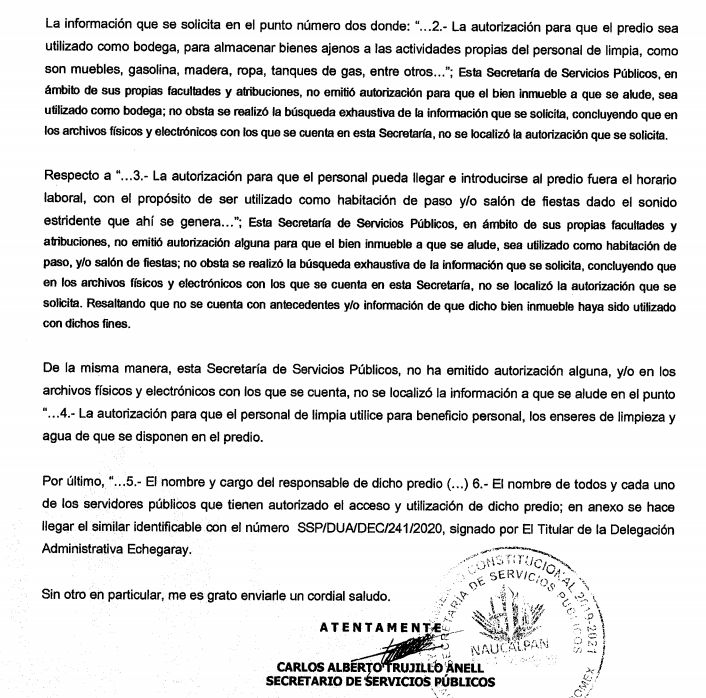 La información que se solicita en el punto número dos donde: “...2.- La autorización para que el predio sea
utilizado como bodega, para almacenar bienes ajenos a las actividades propias del personal de limpia, como
son muebles, gasolina, madera, ropa, tanques de gas, entre otros...”; Esta Secretaría de Servicios Públicos, en
ámbito de sus propias facultades y atribuciones, no emitió autorización para que el bien inmueble a que se alude, sea
utilizado como bodega; no obsta se realizó la búsqueda exhaustiva de la información que se solicita, concluyendo que en
los archivos físicos y electrónicos con los que se cuenta en esta Secretaría, no se localizó la autorización que se solicita.
Respecto a “...3.- La autorización para que el personal pueda llegar e introducirse al predio fuera el horario
laboral, con el propósito de ser utilizado como habitación de paso y/o salón de fiestas dado el sonido
estridente que ahí se genera...”; Esta Secretaría de Servicios Públicos, en ámbito de sus propias facultades y
atribuciones, no emitió autorización alguna para que el bien inmueble a que se alude, sea utilizado como habitación de
paso, y/o salón de fiestas; no obsta se realizó la búsqueda exhaustiva de la información que se solicita, concluyendo que
en los archivos físicos y electrónicos con los que se cuenta en esta Secretaría, no se localizó la autorización que se
solicita. Resaltando que no se cuenta con antecedentes y/o información de que dicho bien inmueble haya sido utilizado
con dichos fines.
De la misma manera, esta Secretaría de Servicios Públicos, no ha emitido autorización alguna, y/o en los
archivos físicos y electrónicos con los que se cuenta, no se localizó la información a que se alude en el punto
“...4.- La autorización para que el personal de limpia utilice para beneficio personal, los enseres de limpieza y
agua de que se disponen en el predio.
Por último, “...5.- El nombre y cargo del responsable de dicho predio (...) 6.- El nombre de todos y cada uno
de los servidores públicos que tienen autorizado el acceso y utilización de dicho predio; en anexo se hace
llegar el similar identificable con el número SSP/DUA/DEC/241/2020, signado por El Titular de la Delegación
Administrativa Echegaray.
Sin otro en particular, me es grato enviarle un cordial saludo.
ATENTAMENTE
CARLOS ALBERTO TRUJILLO ANELL
SECRETARIO DE SERVICIOS PÚBLICOS
CONSTITUCIONAL 2019-2021
SECRETARÍA DE SERVICIOS PÚBLICOS
NAUCALPAN